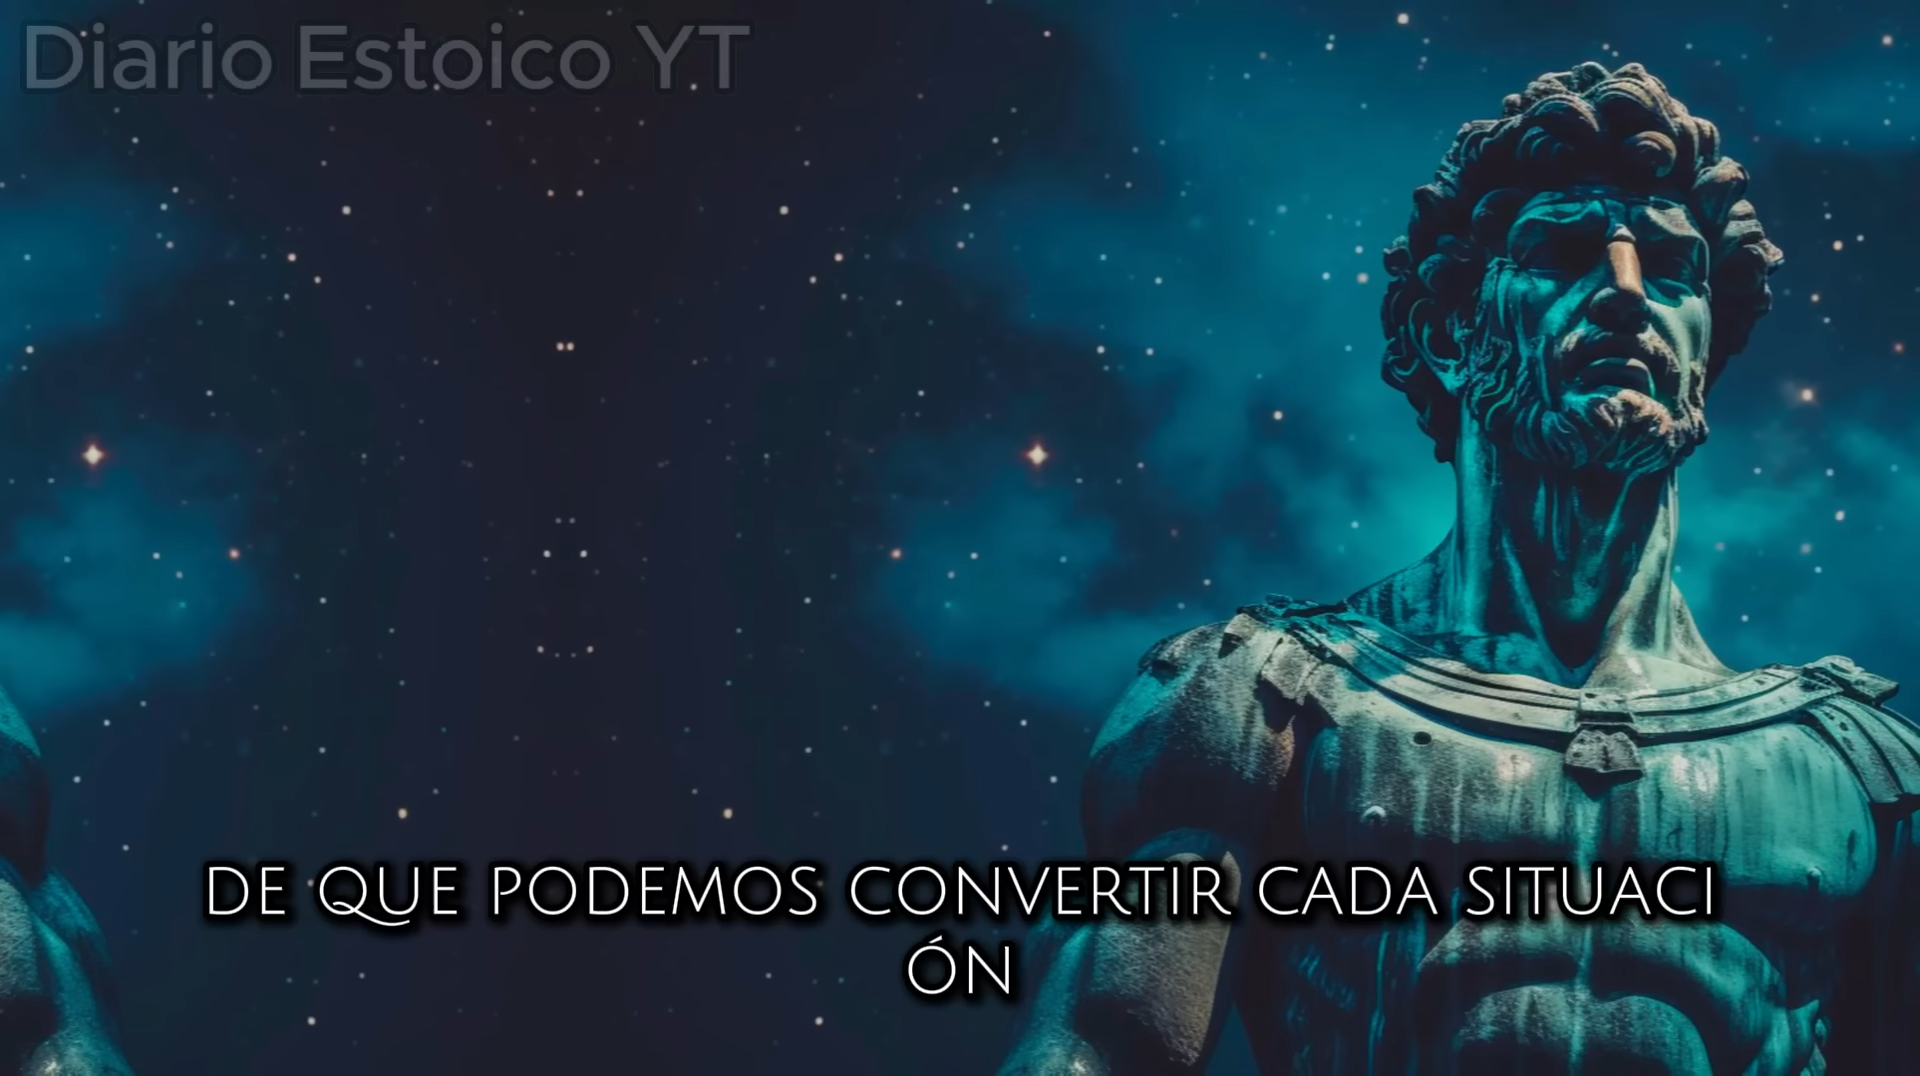 Diario Estoico YT
DE QUE PODEMOS CONVERTIR CADA SITUACI
ÓN